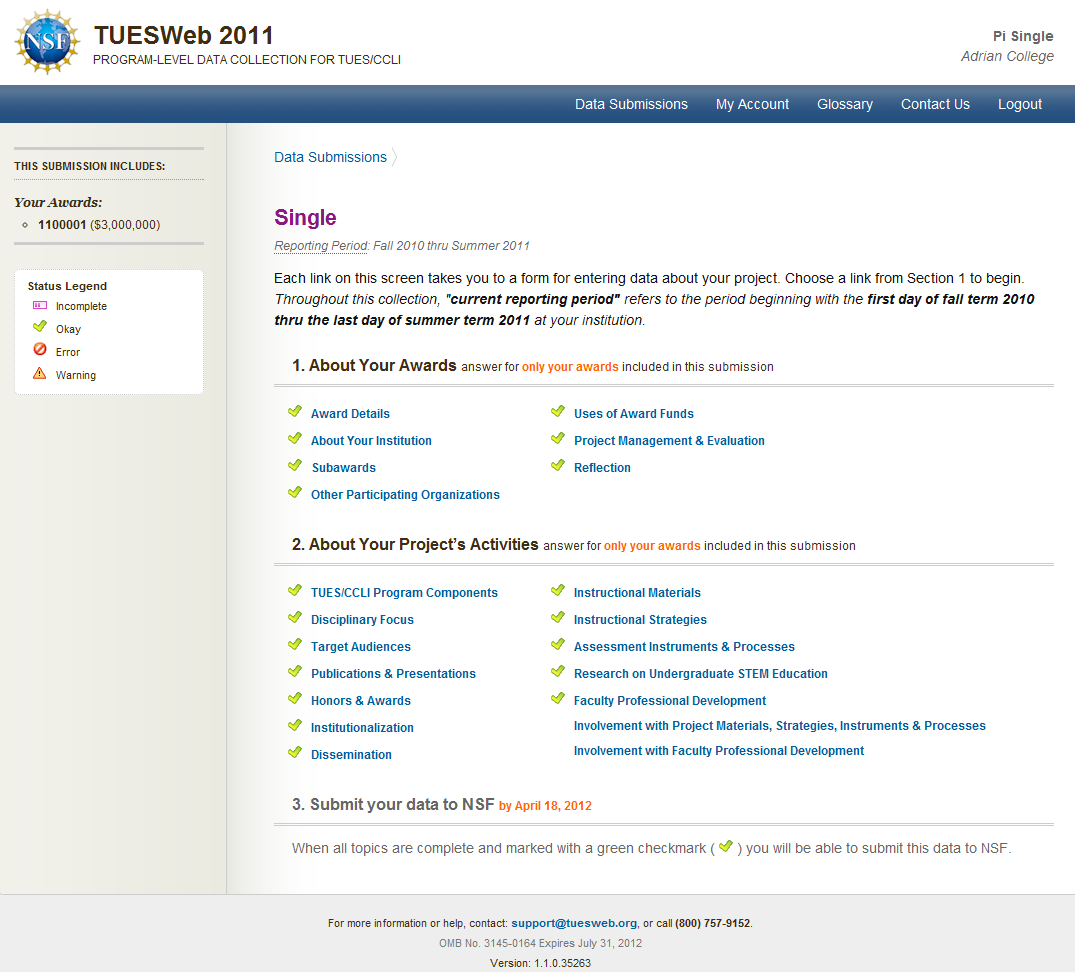 NSF
TUESWeb 2011
PROGRAM-LEVEL DATA COLLECTION FOR TUES/CCLI
Pi Single
Adrian College
Data Submissions My Account Glossary Contact Us Logout
THIS SUBMISSION INCLUDES:
Your Awards:
1100001 ($3,000,000)
Status Legend
Incomplete
Okay
Error
Warning
Data Submissions
Single
Reporting Period: Fall 2010 thru Summer 2011
Each link on this screen takes you to a form for entering data about your project. Choose a link from Section 1 to begin.
Throughout this collection, "current reporting period" refers to the period beginning with the first day of fall term 2010
thru the last day of summer term 2011 at your institution.
1. About Your Awards answer for only your awards included in this submission
Award Details
About Your Institution
Subawards
Other Participating Organizations
Uses of Award Funds
Project Management & Evaluation
Reflection
2. About Your Project's Activities answer for only your awards included in this submission
TUES/CCLI Program Components
Disciplinary Focus
Target Audiences
Publications & Presentations
Honors & Awards
Institutionalization
Dissemination
Instructional Materials
Instructional Strategies
Assessment Instruments & Processes
Research on Undergraduate STEM Education
Faculty Professional Development
Involvement with Project Materials, Strategies, Instruments & Processes
Involvement with Faculty Professional Development
3. Submit your data to NSF by April 18, 2012
When all topics are complete and marked with a green checkmark ( ) you will be able to submit this data to NSF.
For more information or help, contact: support@tuesweb.org, or call (800) 757-9152.
OMB No. 3145-0164 Expires July 31, 2012
Version: 1.1.0.35263